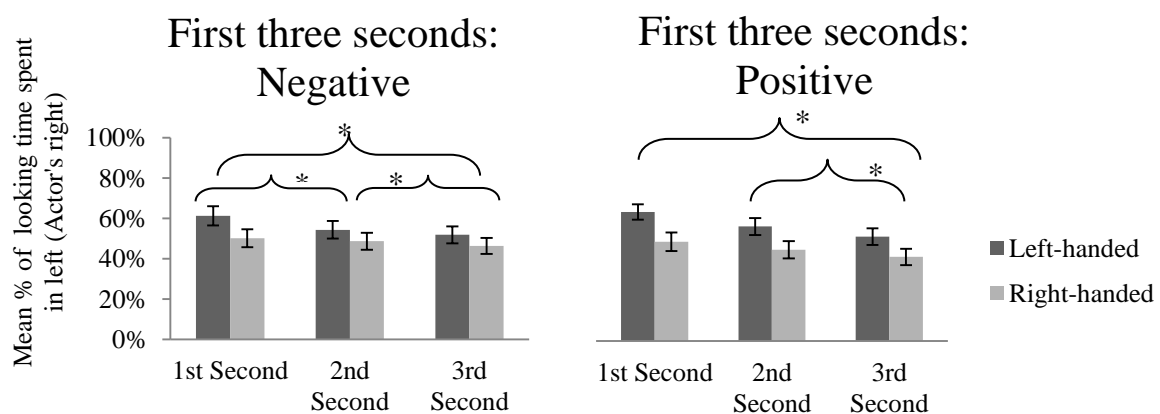 First three seconds:
Negative
Mean % of looking time spent
in left (Actor's right)
100%
80%
60%
40%
20%
0%
*
*
*
1st Second
2nd
Second
3rd
Second
First three seconds:
Positive
*
*
1st Second
2nd
Second
3rd
Second
Left-handed
Right-handed